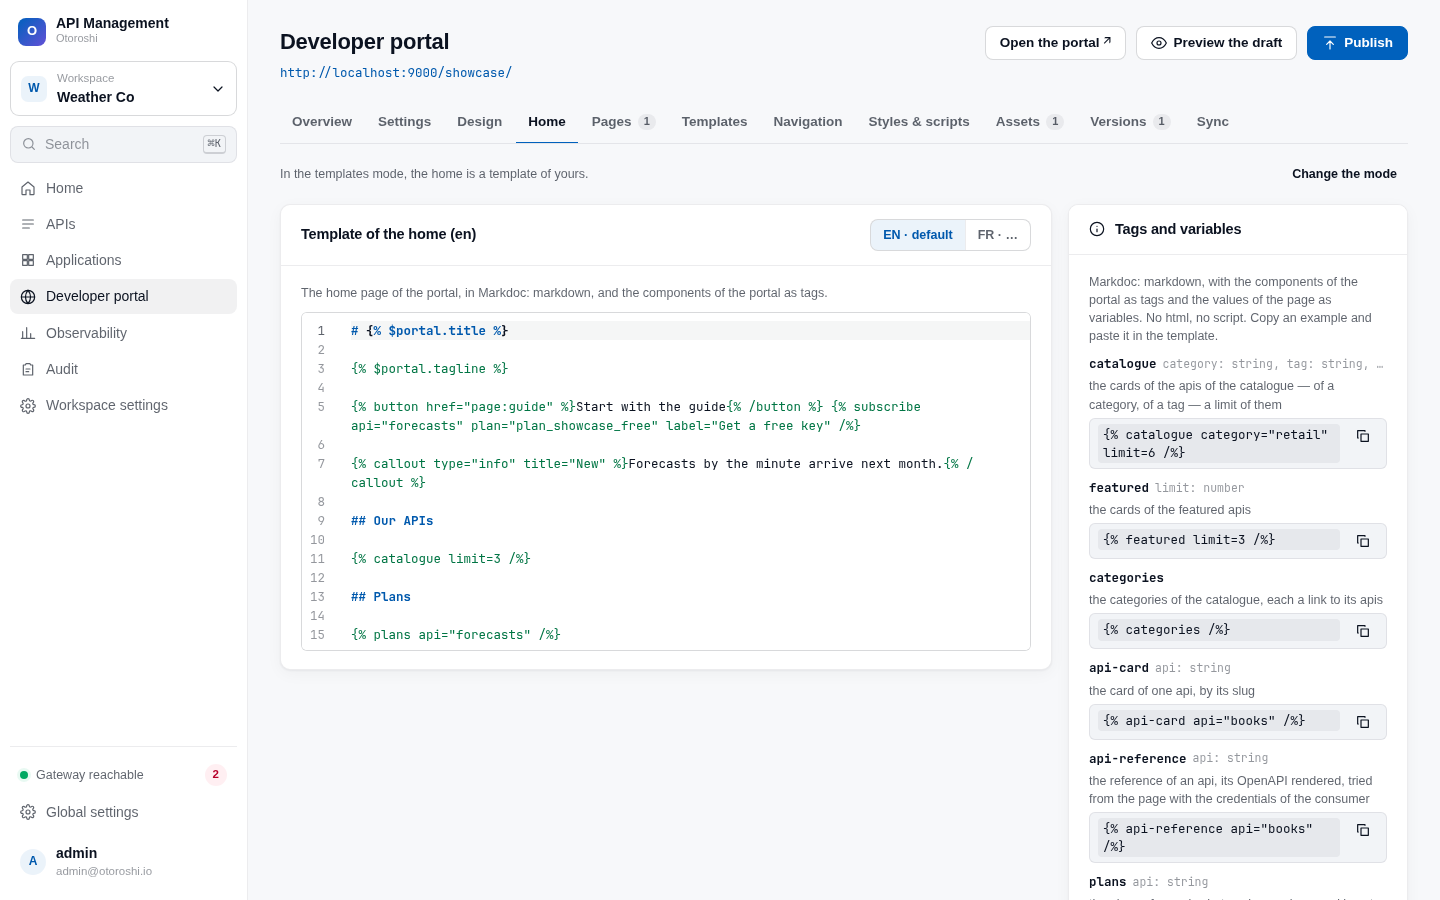 API Management
Otoroshi
Workspace
W
Weather Co
Search
⌘K
Home
APIs
Applications
Developer portal
Observability
Audit
Workspace settings
Gateway reachable
2
Global settings
A
admin
admin@otoroshi.io
Developer portal
http://localhost:9000/showcase/
Open the portal
Preview the draft
Publish
Overview
Settings
Design
Home
Pages 1
Templates
Navigation
Styles & scripts
Assets 1
Versions 1
Sync
In the templates mode, the home is a template of yours.
Change the mode
Template of the home (en)
EN · default
FR · …
The home page of the portal, in Markdoc: markdown, and the components of the portal as tags.
1 # {% $portal.title %}
2
3 {% $portal.tagline %}
4
5 {% button href="page:guide" %}Start with the guide{% /button %} {% subscribe
api="forecasts" plan="plan_showcase_free" label="Get a free key" /%}
6
7 {% callout type="info" title="New" %}Forecasts by the minute arrive next month.{% /
callout %}
8
9 ## Our APIs
10
11 {% catalogue limit=3 /%}
12
13 ## Plans
14
15 {% plans api="forecasts" /%}
Tags and variables
Markdoc: markdown, with the components of the
portal as tags and the values of the page as
variables. No html, no script. Copy an example and
paste it in the template.
catalogue category: string, tag: string, …
the cards of the apis of the catalogue — of a
category, of a tag — a limit of them
{% catalogue category="retail"
limit=6 /%}
featured limit: number
the cards of the featured apis
{% featured limit=3 /%}
categories
the categories of the catalogue, each a link to its apis
{% categories /%}
api-card api: string
the card of one api, by its slug
{% api-card api="books" /%}
api-reference api: string
the reference of an api, its OpenAPI rendered, tried
from the page with the credentials of the consumer
{% api-reference api="books"
/%}
plans api: string